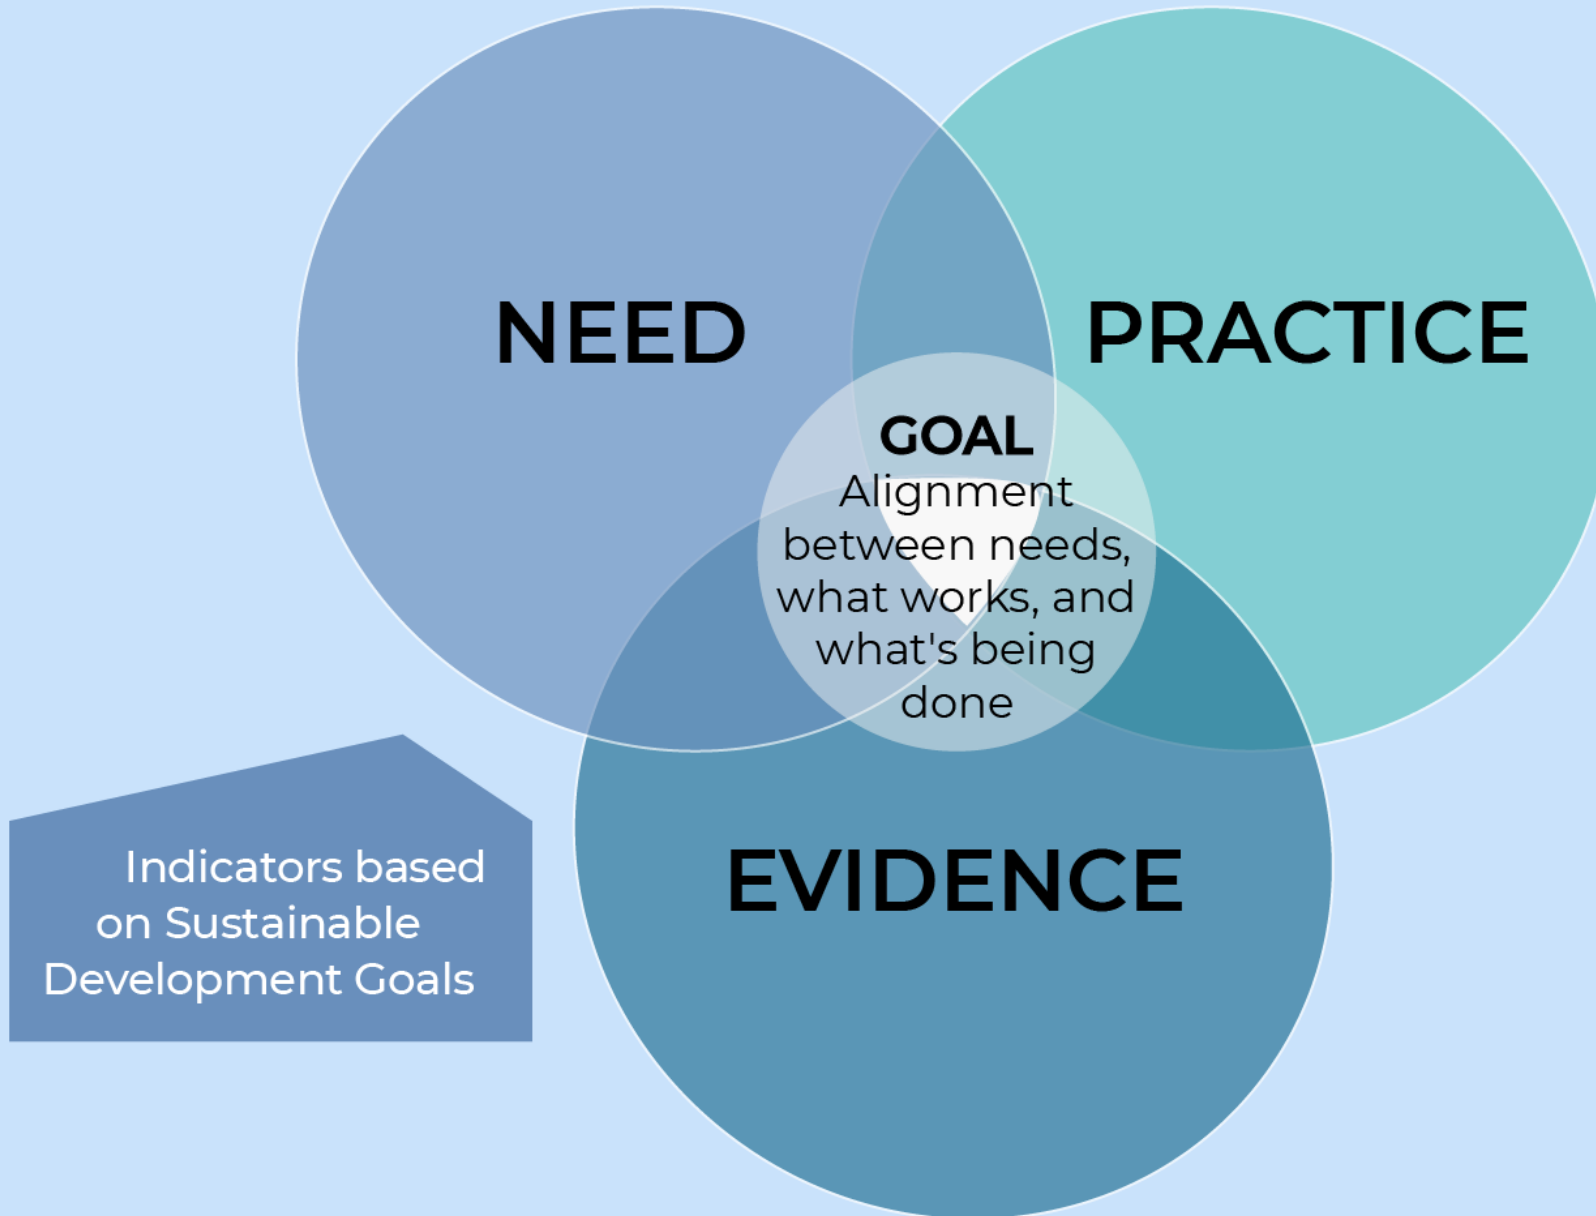 NEED
PRACTICE
GOAL
Alignment
between needs,
what works, and
what's being
done
EVIDENCE
Indicators based
on Sustainable
Development Goals